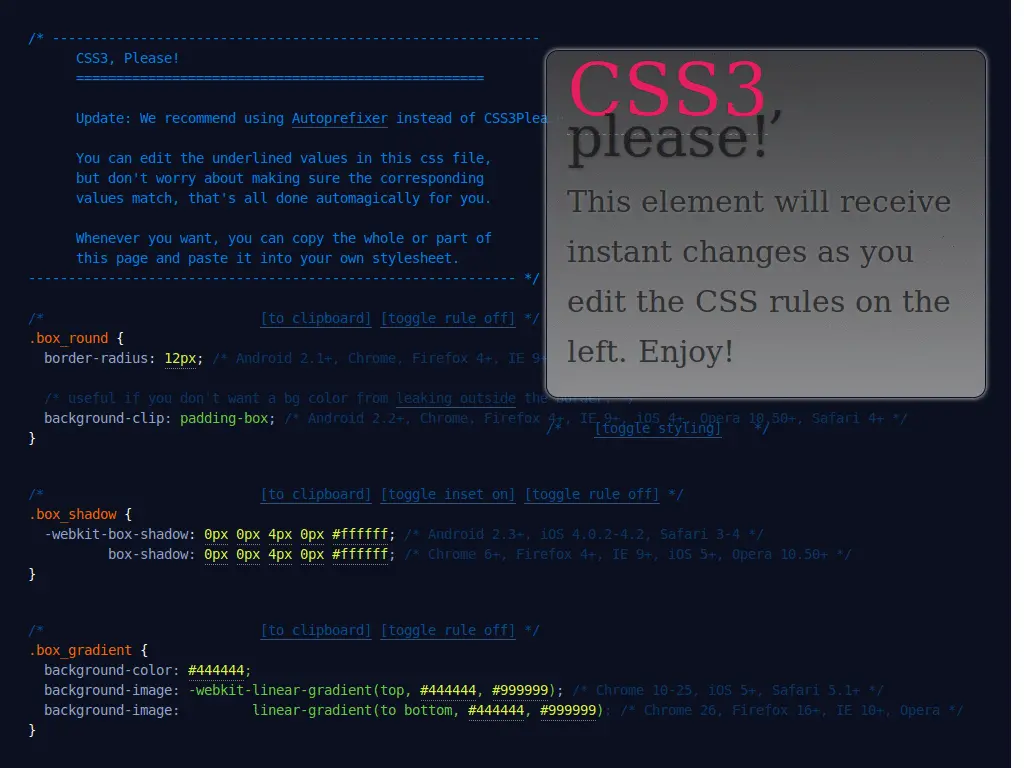 /* -------------------------------------------------------------
CSS3, Please!
===================================================
Update: We recommend using Autoprefixer instead of CSS3Plea
You can edit the underlined values in this css file,
but don't worry about making sure the corresponding
values match, that's all done automagically for you.
Whenever you want, you can copy the whole or part of
this page and paste it into your own stylesheet.
------------------------------------------------------------- */
CSS3,
please!
This element will receive
instant changes as you
edit the CSS rules on the
left. Enjoy!
/* [toggle styling] */
/* [to clipboard] [toggle rule off] */
.box_round {
border-radius: 12px; /* Android 2.1+, Chrome, Firefox 4+, IE 9+
/* useful if you don't want a bg color from leaking outside the border: */
background-clip: padding-box; /* Android 2.2+, Chrome, Firefox 4+, IE 9+, iOS 4+, Opera 10.50+, Safari 4+ */
}
/* [to clipboard] [toggle inset on] [toggle rule off] */
.box_shadow {
-webkit-box-shadow: 0px 0px 4px 0px #ffffff; /* Android 2.3+, iOS 4.0.2-4.2, Safari 3-4 */
box-shadow: 0px 0px 4px 0px #ffffff; /* Chrome 6+, Firefox 4+, IE 9+, iOS 5+, Opera 10.50+ */
}
/* [to clipboard] [toggle rule off] */
.box_gradient {
background-color: #444444;
background-image: -webkit-linear-gradient(top, #444444, #999999); /* Chrome 10-25, iOS 5+, Safari 5.1+ */
background-image: linear-gradient(to bottom, #444444, #999999); /* Chrome 26, Firefox 16+, IE 10+, Opera */
}